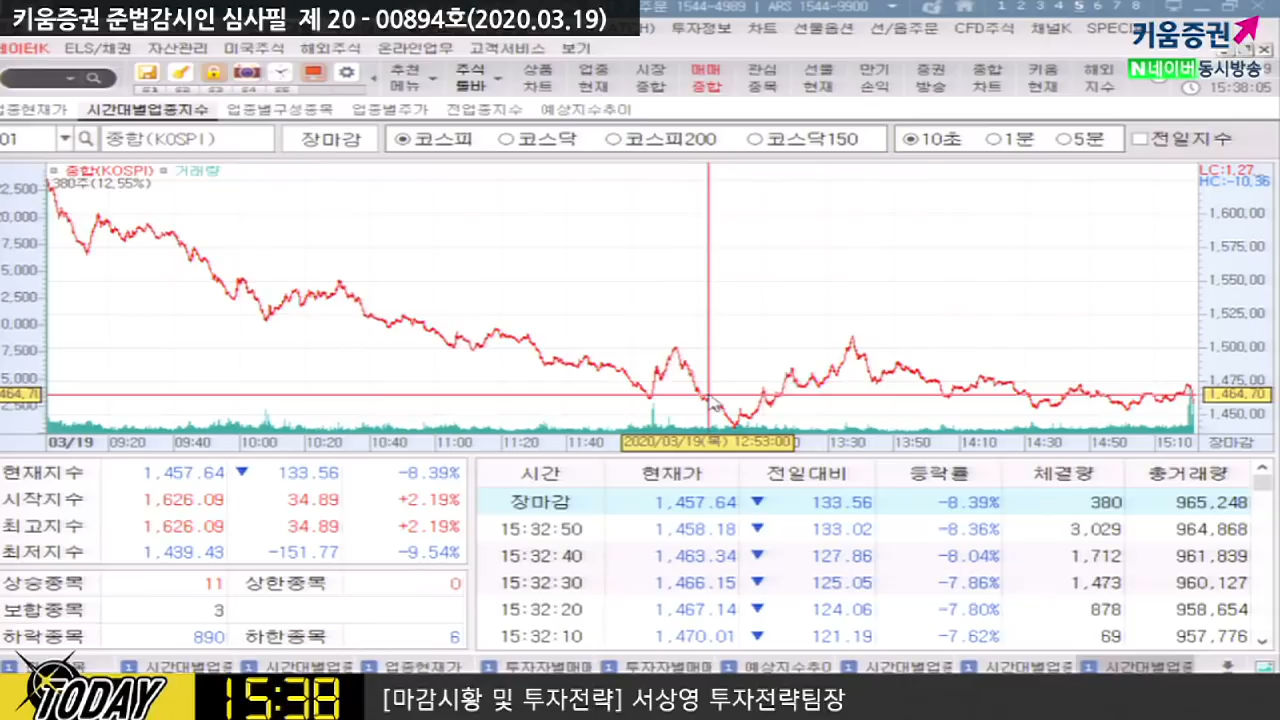 키움증권 준법감시인 심사필 제 20 - 00894호(2020.03.19)
1544-4989 | ARS 1544-9900 1 2 3 4 5 6 7 8
투자정보 차트 선물옵션 선/옵주문 CFD주식 채널K SPECI
키움증권
ELS/채권 자산관리 미국주식 해외주식 온라인업무 고객서비스 보기
N네이버 동시방송
추천 메뉴 주식 툴바 상품 차트 업종 현재 시장 종합 매매 종합 관심 종목 선물 현재 만기 손익 증권 방송 종합 차트 키움 현재 해외 지수
15:38:05
업종현재가 시간대별업종지수 업종별구성종목 업종별주가 전업종지수 예상지수추이
01 종합(KOSPI) 장마감 코스피 코스닥 코스피200 코스닥150 10초 1분 5분 전일지수
종합(KOSPI) 거래량
380주(12,55%)
LC:1,27
HC:-10,36
22,500
20,000
7,500
5,000
2,500
0,000
7,500
5,000
464,70
2,500
1,600,00
1,575,00
1,550,00
1,525,00
1,500,00
1,475,00
1,464,70
1,450,00
03/19 09:20 09:40 10:00 10:20 10:40 11:00 11:20 11:40 2020/03/19(목) 12:53:00 13:30 13:50 14:10 14:30 14:50 15:10 장마감
현재지수 1,457.64 ▼ 133.56 -8.39%
시작지수 1,626.09 34.89 +2.19%
최고지수 1,626.09 34.89 +2.19%
최저지수 1,439.43 -151.77 -9.54%
상승종목 11 상한종목 0
보합종목 3
하락종목 890 하한종목 6
시간 현재가 전일대비 등락률 체결량 총거래량
장마감 1,457.64 ▼ 133.56 -8.39% 380 965,248
15:32:50 1,458.18 ▼ 133.02 -8.36% 3,029 964,868
15:32:40 1,463.34 ▼ 127.86 -8.04% 1,712 961,839
15:32:30 1,466.15 ▼ 125.05 -7.86% 1,473 960,127
15:32:20 1,467.14 ▼ 124.06 -7.80% 878 958,654
15:32:10 1,470.01 ▼ 121.19 -7.62% 69 957,776
1 1 시간대별업종 1 시간대별업종 1 업종현재가 1 투자자별매매 1 투자자별매매 1 예상지수추이 1 시간대별업종 1 시간대별업종 1 시간대별업종
TODAY 15:38 [마감시황 및 투자전략] 서상영 투자전략팀장